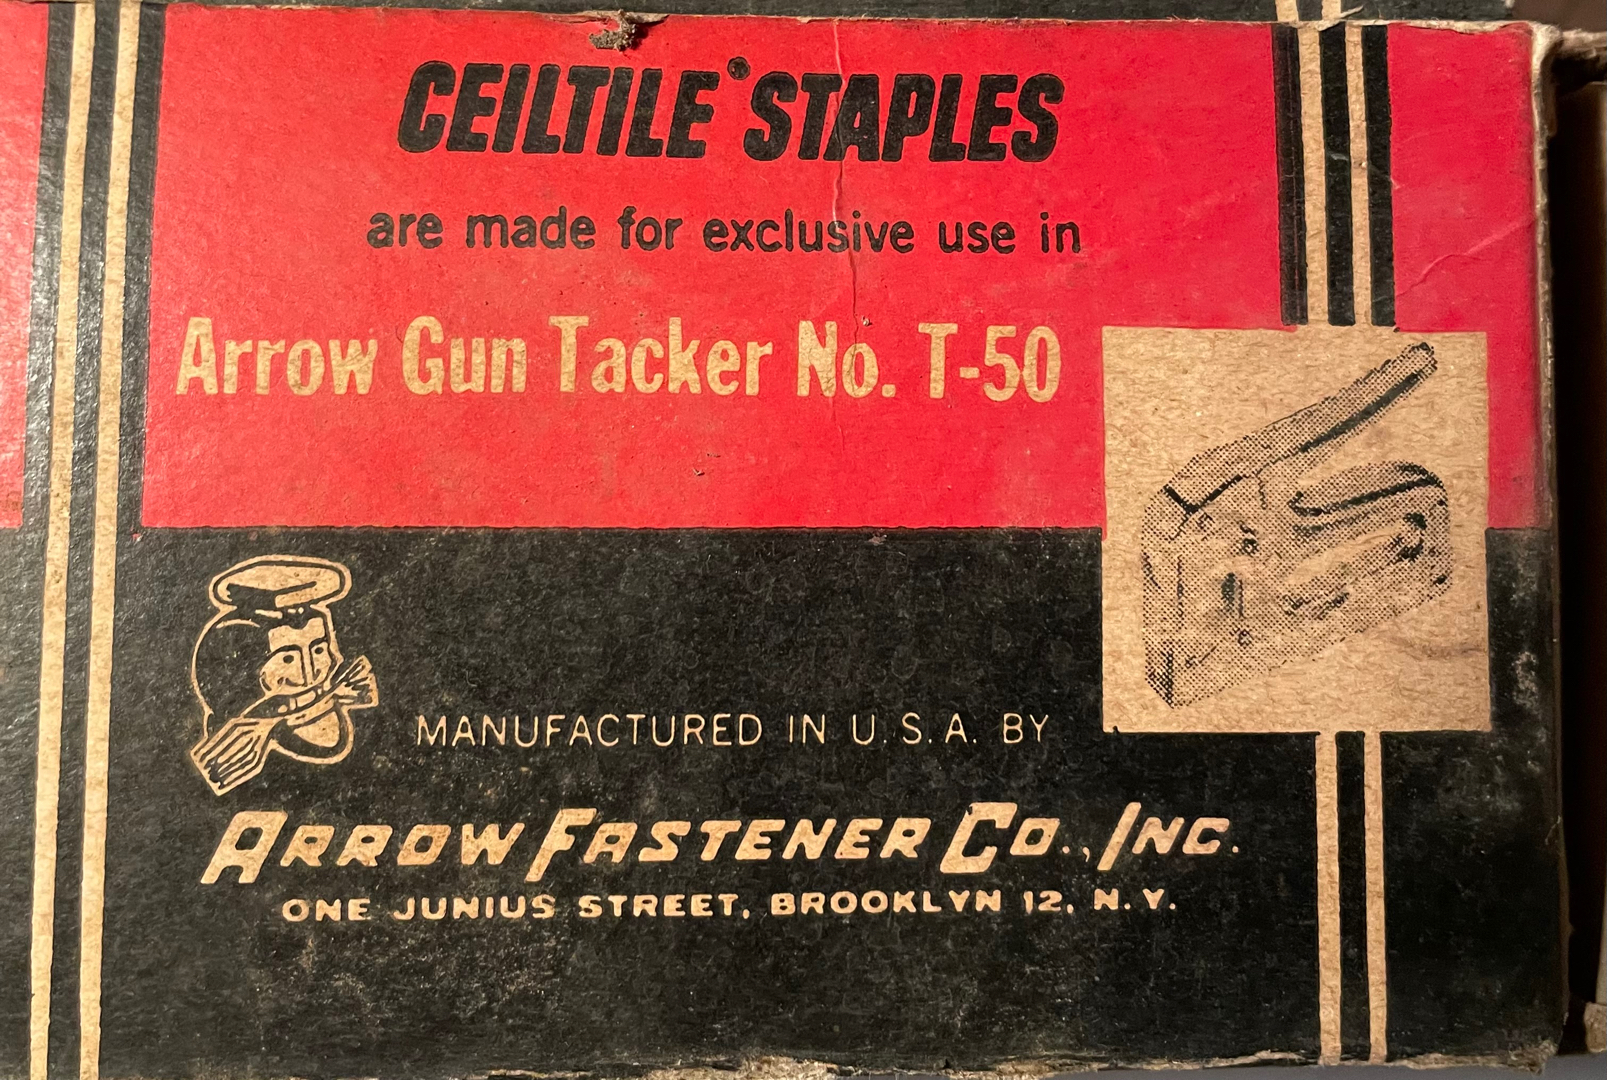 CEILTILE® STAPLES
are made for exclusive use in
Arrow Gun Tacker No. T-50
MANUFACTURED IN U.S.A. BY
ARROW FASTENER CO., INC.
ONE JUNIUS STREET, BROOKLYN 12, N.Y.